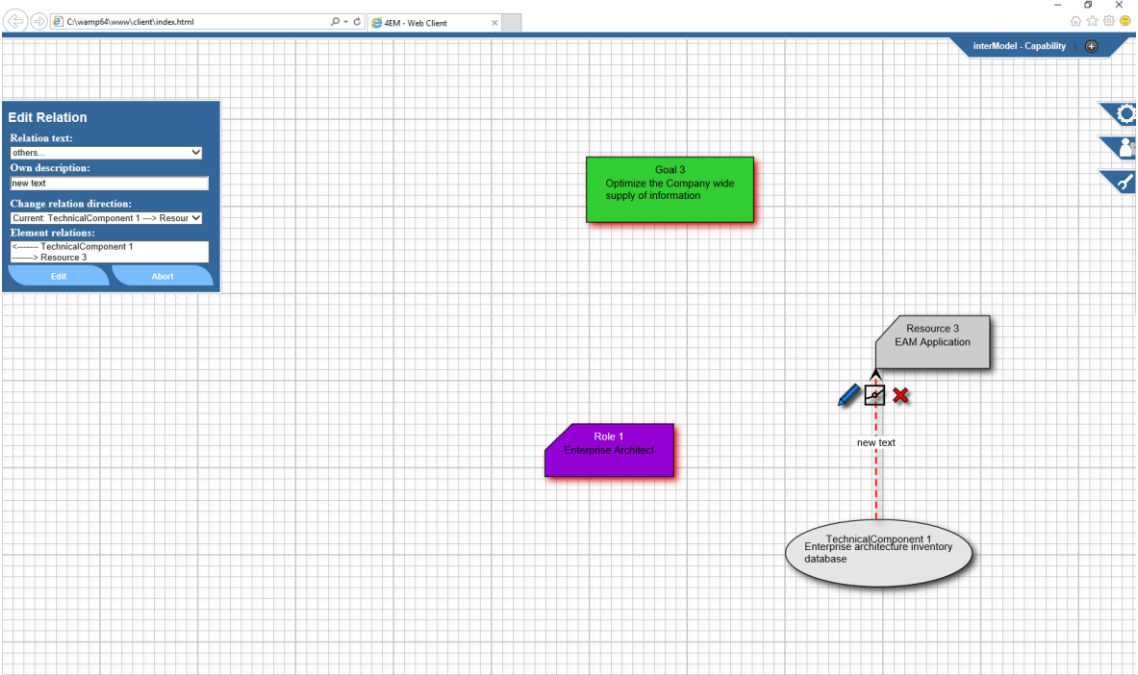 C:\wamp64\www\client\index.html
4EM - Web Client
interModel - Capability
Edit Relation
Relation text:
others...
Own description:
new text
Change relation direction:
Current: TechnicalComponent 1 ---> Resour
Element relations:
<------- TechnicalComponent 1
-------> Resource 3
Edit Abort
Goal 3
Optimize the Company wide
supply of information
Resource 3
EAM Application
Role 1
Enterprise Architect
new text
TechnicalComponent 1
Enterprise architecture inventory
database